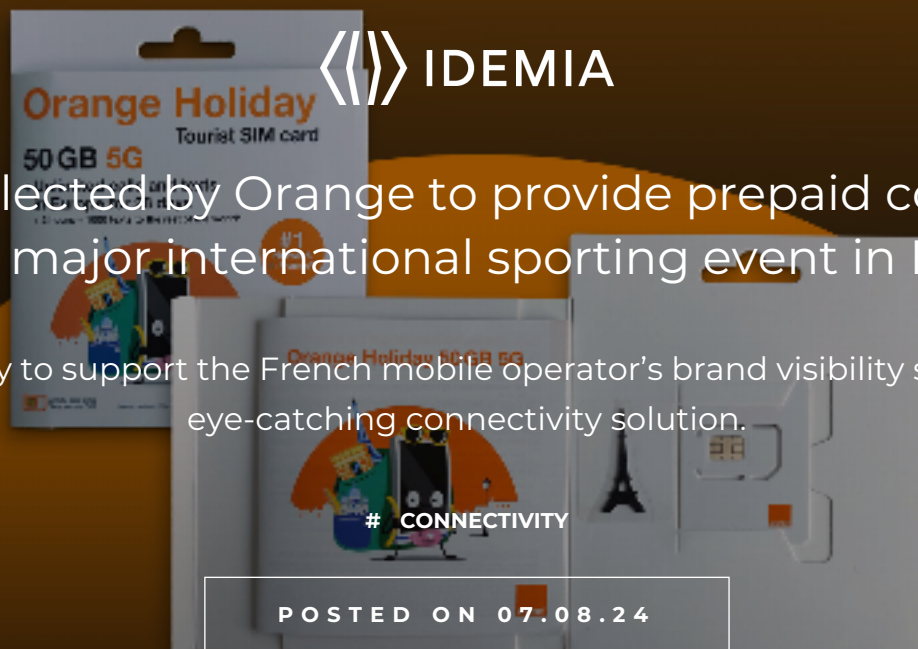 IDEMIA
Orange Holiday
Tourist SIM card
50 GB 5G
lected by Orange to provide prepaid co
#1
major international sporting event in
Orange Holiday 50GB 5G
y to support the French mobile operator’s brand visibility s
eye-catching connectivity solution.
# CONNECTIVITY
POSTED ON 07.08.24